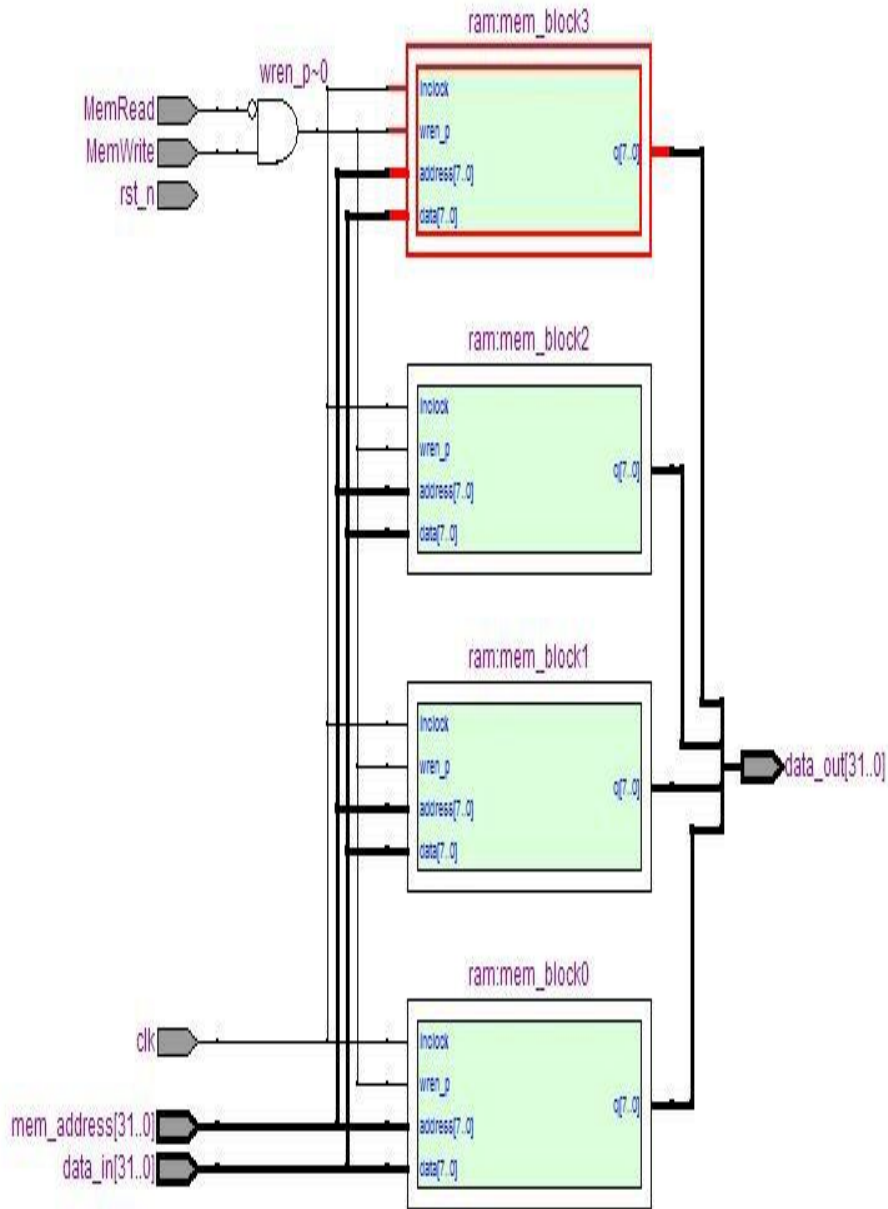 ram:mem_block3
wren_p~0
MemRead
MemWrite
rst_n
inclock
wren_p
address[7..0]
data[7..0]
q[7..0]
ram:mem_block2
inclock
wren_p
address[7..0]
data[7..0]
q[7..0]
ram:mem_block1
inclock
wren_p
address[7..0]
data[7..0]
q[7..0]
data_out[31..0]
ram:mem_block0
clk
mem_address[31..0]
data_in[31..0]
inclock
wren_p
address[7..0]
data[7..0]
q[7..0]